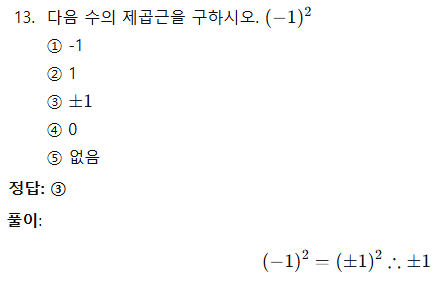 13. 다음 수의 제곱근을 구하시오. (−1)²
① -1
② 1
③ ±1
④ 0
⑤ 없음
정답: ③
풀이:
(−1)² = (±1)² ∴ ±1